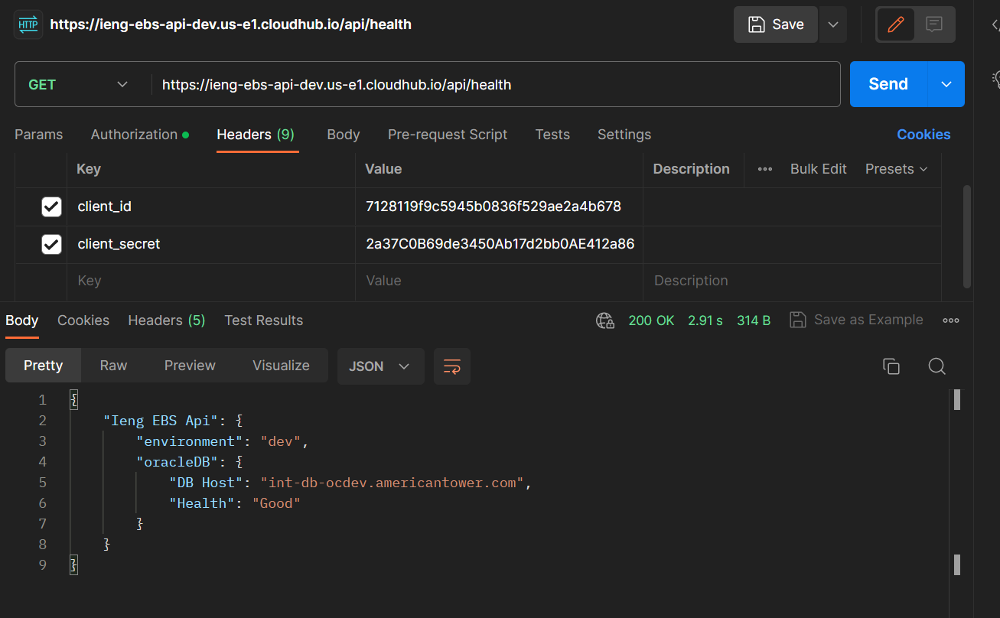 HTTP https://ieng-ebs-api-dev.us-e1.cloudhub.io/api/health Save
GET https://ieng-ebs-api-dev.us-e1.cloudhub.io/api/health Send
Params Authorization Headers (9) Body Pre-request Script Tests Settings Cookies
Key Value Description Bulk Edit Presets
client_id 7128119f9c5945b0836f529ae2a4b678
client_secret 2a37C0B69de3450Ab17d2bb0AE412a86
Key Value Description
Body Cookies Headers (5) Test Results 200 OK 2.91 s 314 B Save as Example
Pretty Raw Preview Visualize JSON
1 {
2 "Ieng EBS Api": {
3 "environment": "dev",
4 "oracleDB": {
5 "DB Host": "int-db-ocdev.americantower.com",
6 "Health": "Good"
7 }
8 }
9 }